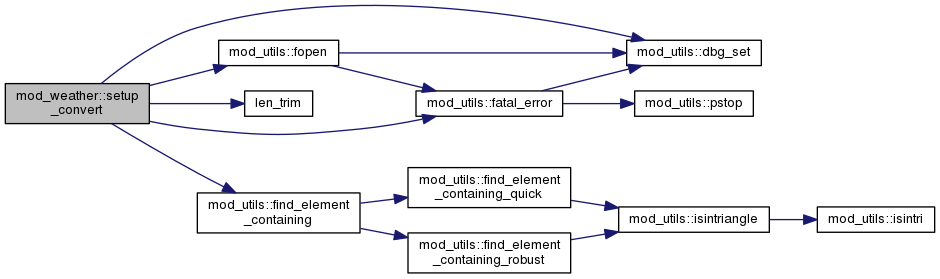 mod_weather::setup
_convert
mod_utils::fopen
len_trim
mod_utils::find_element
_containing
mod_utils::dbg_set
mod_utils::fatal_error
mod_utils::pstop
mod_utils::find_element
_containing_quick
mod_utils::find_element
_containing_robust
mod_utils::isintriangle
mod_utils::isintri